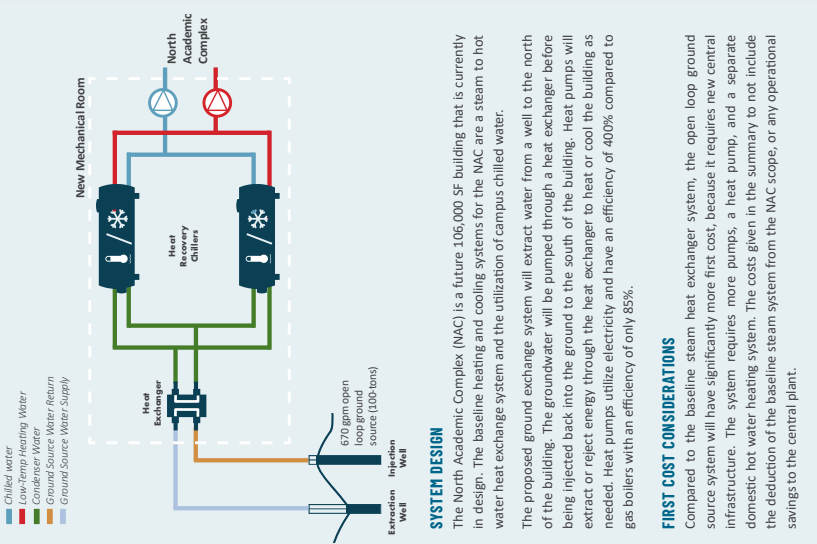 Chilled water
Low-Temp Heating Water
Condenser Water
Ground Source Water Return
Ground Source Water Supply
New Mechanical Room
North
Academic
Complex
Heat
Recovery
Chillers
Heat
Exchanger
670 gpm open
loop ground
source (100-tons)
Extraction
Well
Injection
Well
SYSTEM DESIGN
The North Academic Complex (NAC) is a future 106,000 SF building that is currently
in design. The baseline heating and cooling systems for the NAC are a steam to hot
water heat exchange system and the utilization of campus chilled water.
The proposed ground exchange system will extract water from a well to the north
of the building. The groundwater will be pumped through a heat exchanger before
being injected back into the ground to the south of the building. Heat pumps will
extract or reject energy through the heat exchanger to heat or cool the building as
needed. Heat pumps utilize electricity and have an efficiency of 400% compared to
gas boilers with an efficiency of only 85%.
FIRST COST CONSIDERATIONS
Compared to the baseline steam heat exchanger system, the open loop ground
source system will have significantly more first cost, because it requires new central
infrastructure. The system requires more pumps, a heat pump, and a separate
domestic hot water heating system. The costs given in the summary to not include
the deduction of the baseline steam system from the NAC scope, or any operational
savings to the central plant.